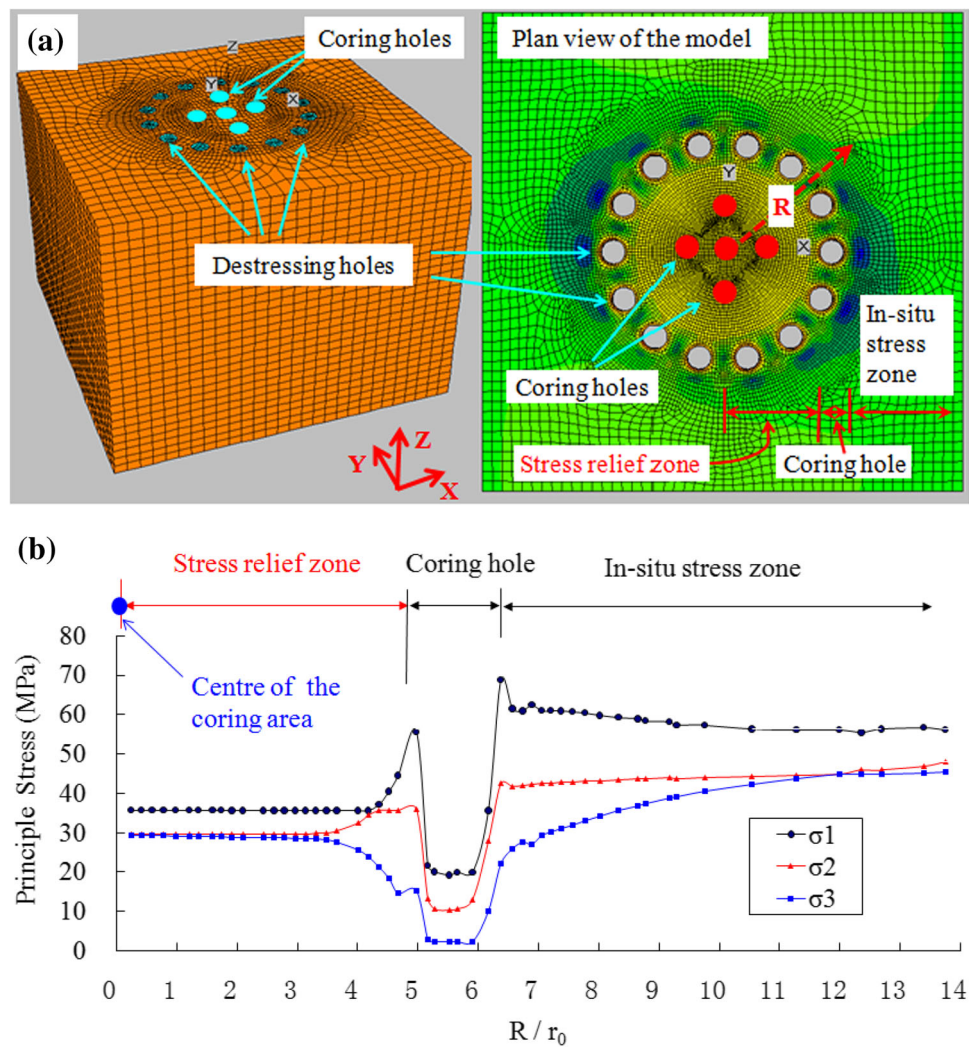 (a)
Coring holes
Z
Y
X
Destressing holes
Z
Y
X
Plan view of the model
Y
R
X
In-situ
stress
zone
Coring holes
Stress relief zone
Coring hole
(b)
Stress relief zone
Coring hole
In-situ stress zone
Centre of the
coring area
Principle Stress (MPa)
80
70
60
50
40
30
20
10
0
σ1
σ2
σ3
0 1 2 3 4 5 6 7 8 9 10 11 12 13 14
R / r0